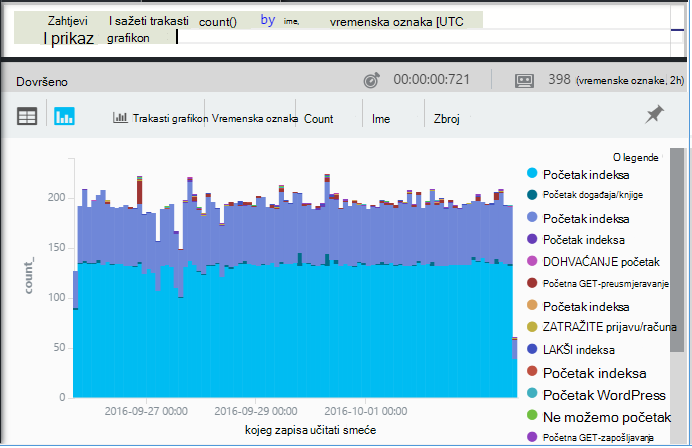 Zahtjevi I sažeti trakasti count() by ime, vremenska oznaka [UTC
I prikaz grafikon
Dovršeno 00:00:00:721 398 (vremenske oznake, 2h)
Trakasti grafikon Vremenska oznaka Count Ime Zbroj
O legende
Početak indeksa
Početak događaja/knjige
Početak indeksa
Početak indeksa
DOHVAĆANJE početak
Početna GET-preusmjeravanje
Početak indeksa
ZATRAŽITE prijavu/računa
LAKŠI indeksa
Početak indeksa
Početak WordPress
Ne možemo početak
Početna GET-zapošljavanja
count_
200
150
100
50
0
2016-09-27 00:00 2016-09-29 00:00 2016-10-01 00:00
kojeg zapisa učitati smeće